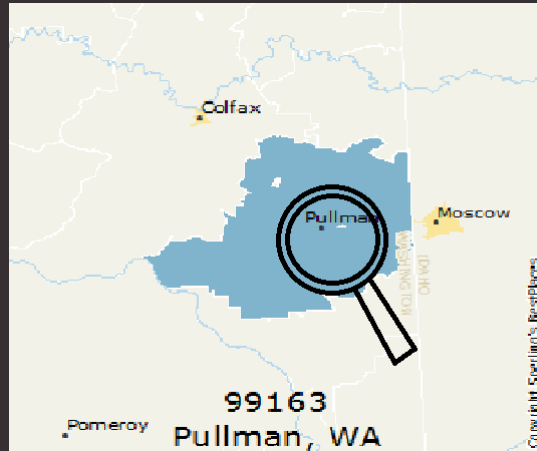 Colfax
Pullman
Moscow
WASHINGTON
IDAHO
99163
Pomeroy
Pullman, WA
Copyright Sperling's BestPlaces